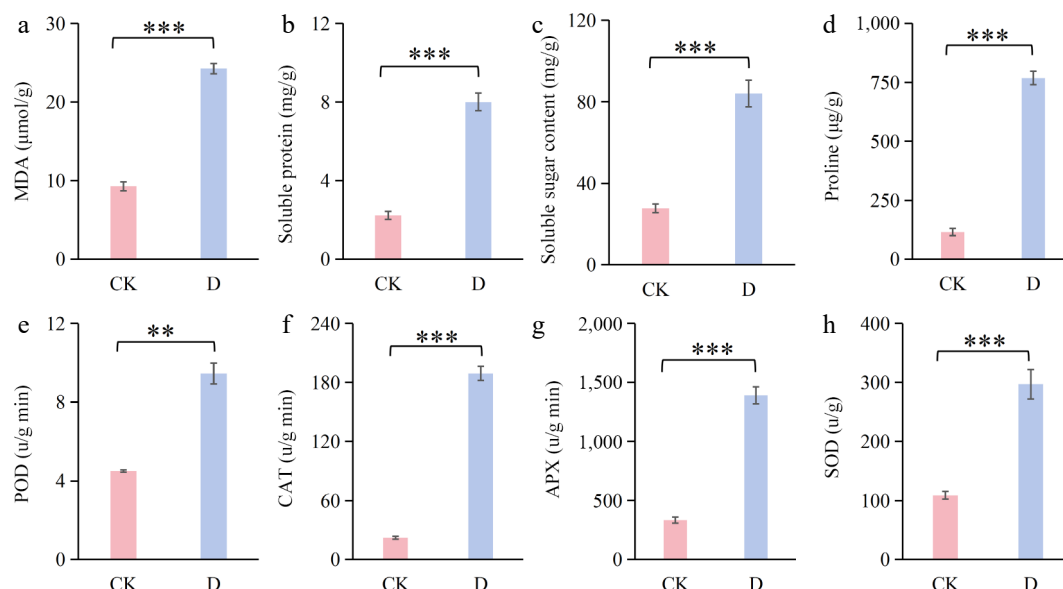 a
MDA (μmol/g)
30
20
10
0
***
CK
D
b
Soluble protein (mg/g)
12
8
4
0
***
CK
D
c
Soluble sugar content (mg/g)
120
80
40
0
***
CK
D
d
Proline (μg/g)
1,000
750
500
250
0
***
CK
D
e
POD (u/g min)
12
8
4
0
**
CK
D
f
CAT (u/g min)
240
180
120
60
0
***
CK
D
g
APX (u/g min)
2,000
1,500
1,000
500
0
***
CK
D
h
SOD (u/g)
400
300
200
100
0
***
CK
D